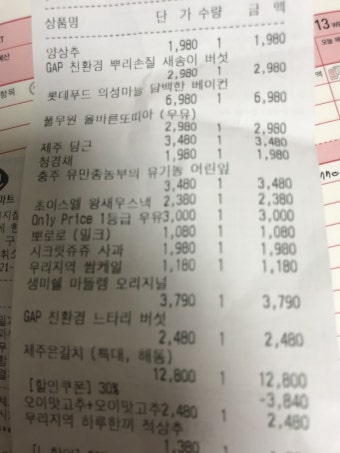 상품명 단 가 수량 금 액
양상추 1,980 1 1,980
GAP 친환경 뿌리손질 새송이 버섯
2,980 1 2,980
롯데푸드 의성마늘 담백한 베이컨
6,980 1 6,980
풀무원 올바른또띠아 (우유)
2,980 1 2,980
제주 당근 3,480 1 3,480
청경채 1,980 1 1,980
충주 유만종농부의 유기농 어린잎
3,480 1 3,480
초이스엘 왕새우스낵 2,380 1 2,380
Only Price 1등급 우유 3,000 1 3,000
뽀로로 (밀크) 1,080 1 1,080
시크릿쥬쥬 사과 1,980 1 1,980
우리지역 쌈케일 1,180 1 1,180
생미쉘 마들렌 오리지널
3,790 1 3,790
GAP 친환경 느타리 버섯
2,480 1 2,480
제주은갈치 (특대, 해동)
12,800 1 12,800
[할인쿠폰] 30% -3,840
오이맛고추+오이맛고추 2,480 1 2,480
우리지역 하루한끼 적상추
1,380 1
13